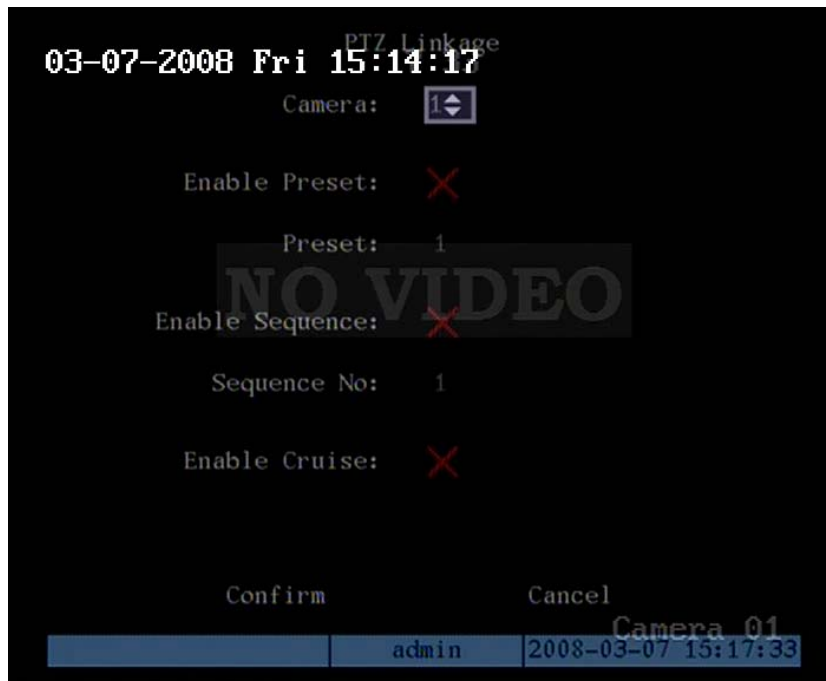 PTZ Linkage
03-07-2008 Fri 15:14:17
Camera: 1
Enable Preset:
Preset: 1
NO VIDEO
Enable Sequence:
Sequence No: 1
Enable Cruise:
Confirm Cancel
Camera 01
admin 2008-03-07 15:17:33